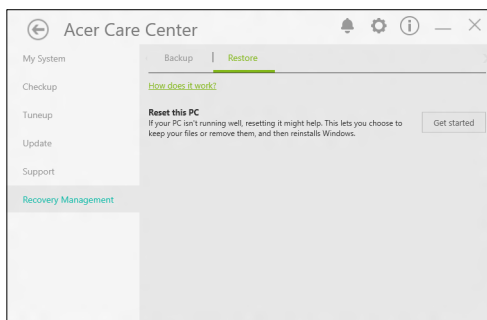 Acer Care Center
My System
Checkup
Tuneup
Update
Support
Recovery Management
Backup | Restore
How does it work?
Reset this PC
If your PC isn't running well, resetting it might help. This lets you choose to
keep your files or remove them, and then reinstalls Windows.
Get started